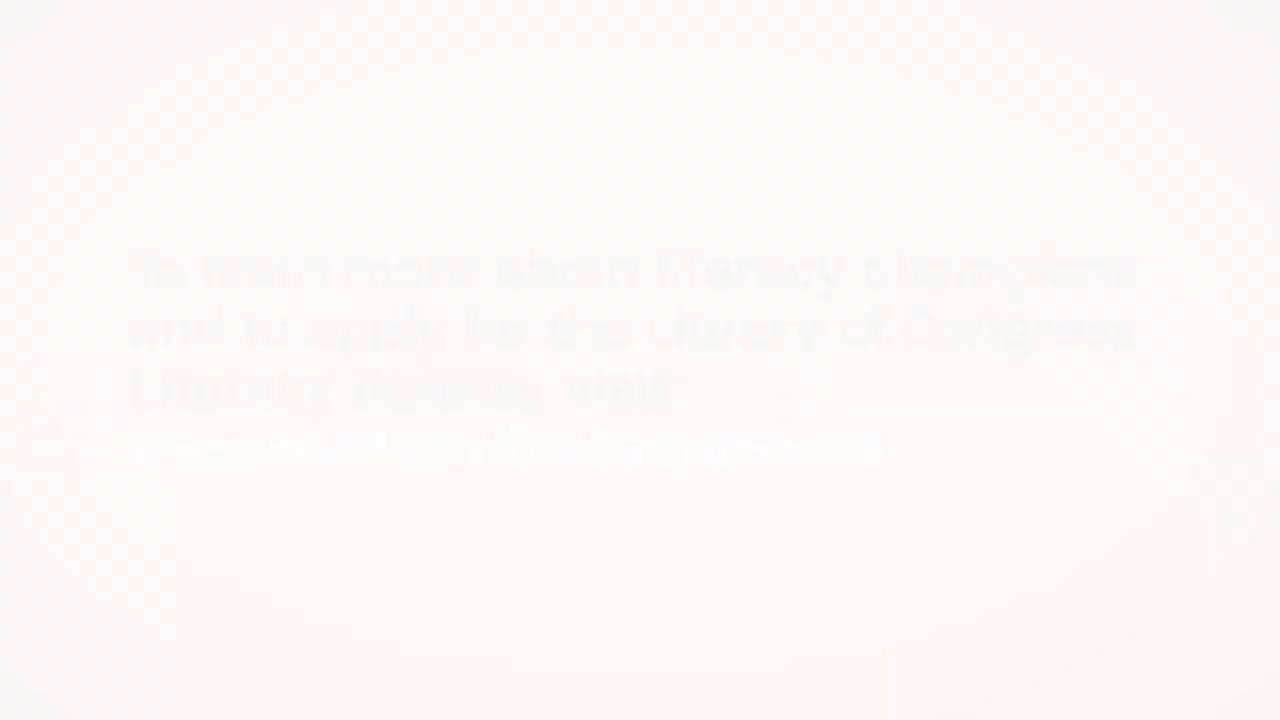 To learn more about literacy champions
and to apply for the Library of Congress
Literacy Awards, visit: